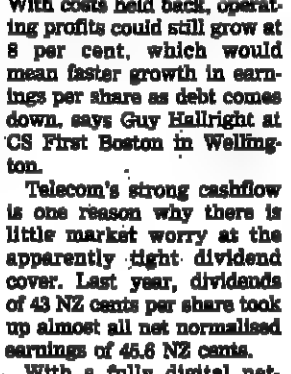 With costs held back, operat-
ing profits could still grow at
8 per cent, which would
mean faster growth in earn-
ings per share as debt comes
down, says Guy Hallright at
CS First Boston in Welling-
ton.
Telecom's strong cashflow
is one reason why there is
little market worry at the
apparently tight dividend
cover. Last year, dividends
of 43 NZ cents per share took
up almost all net normalised
earnings of 45.6 NZ cents.
With a fully digital net-